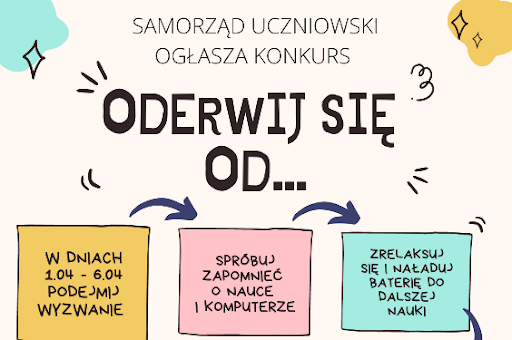 SAMORZĄD UCZNIOWSKI
OGŁASZA KONKURS
ODERWIJ SIĘ
OD...
W DNIACH
1.04 - 6.04
PODEJMIJ
WYZWANIE
SPRÓBUJ
ZAPOMNIEĆ
O NAUCE
I KOMPUTERZE
ZRELAKSUJ
SIĘ I NAŁADUJ
BATERIĘ DO
DALSZEJ
NAUKI